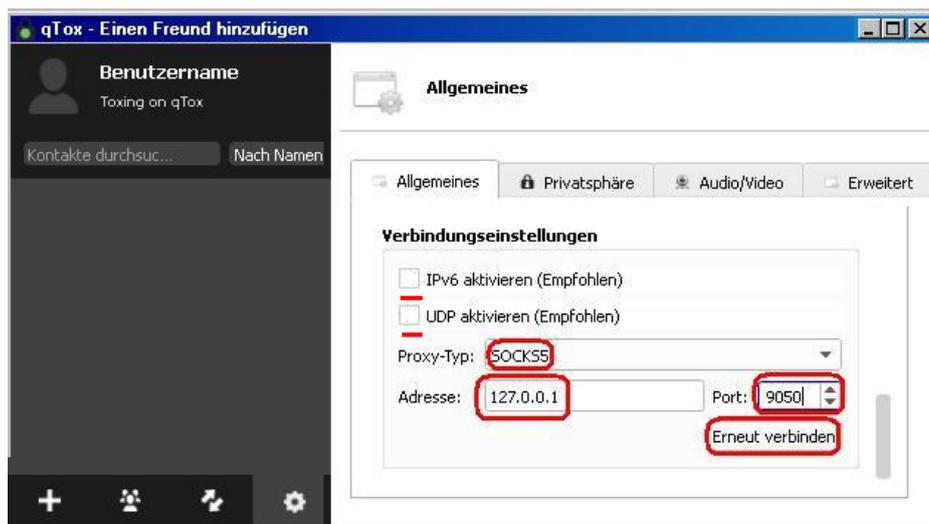 qTox - Einen Freund hinzufügen
Benutzername
Toxing on qTox
Kontakte durchsuc...
Nach Namen
Allgemeines
Allgemeines
Privatsphäre
Audio/Video
Erweitert
Verbindungseinstellungen
IPv6 aktivieren (Empfohlen)
UDP aktivieren (Empfohlen)
Proxy-Typ: SOCKS5
Adresse: 127.0.0.1 Port: 9050
Erneut verbinden